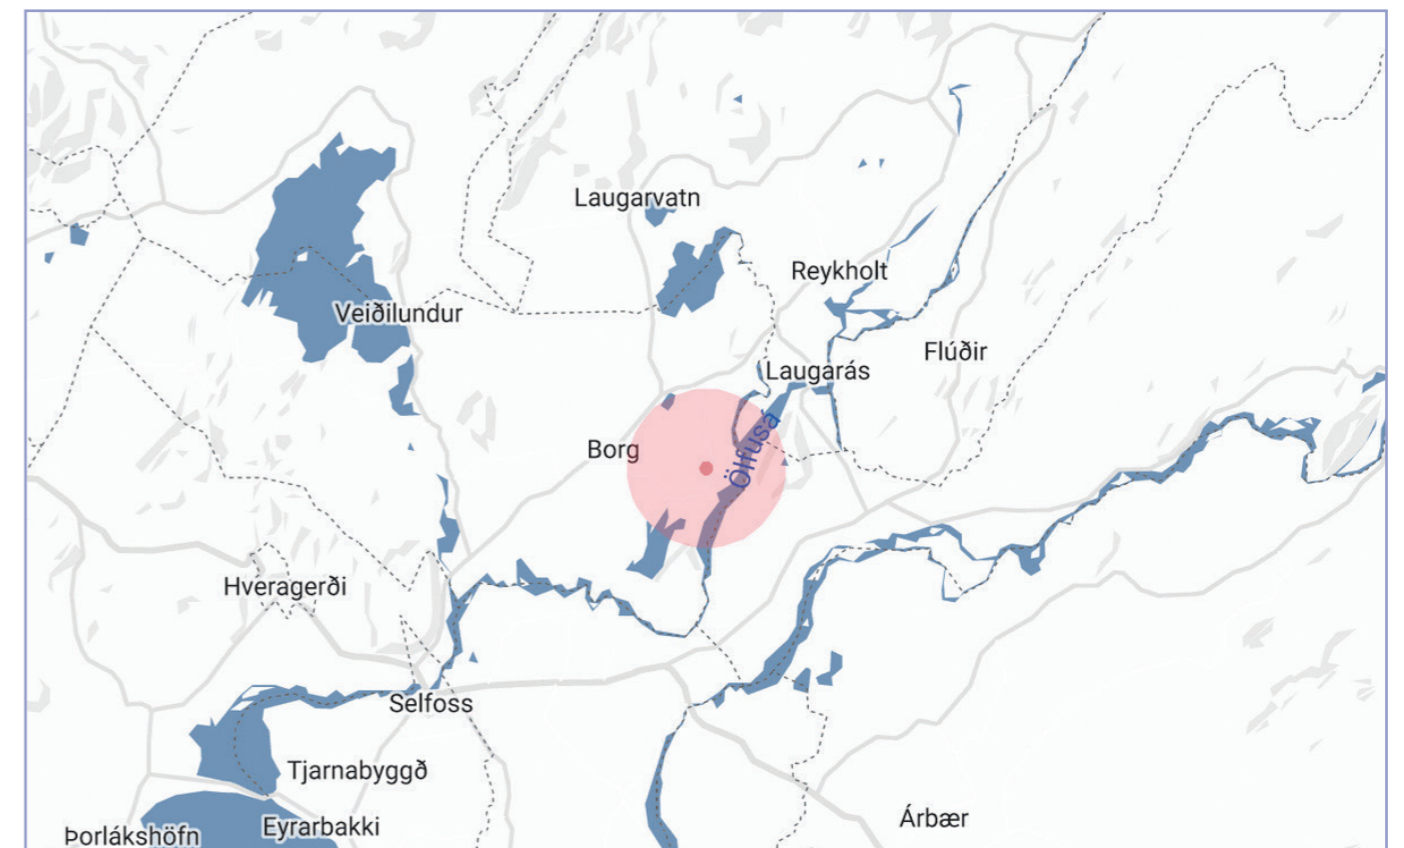 Laugarvatn
Reykholt
Veiðilundur
Flúðir
Laugarás
Borg
Ölfusá
Hveragerði
Selfoss
Tjarnabyggð
Árbær
Eyrarbakki
Þorlákshöfn